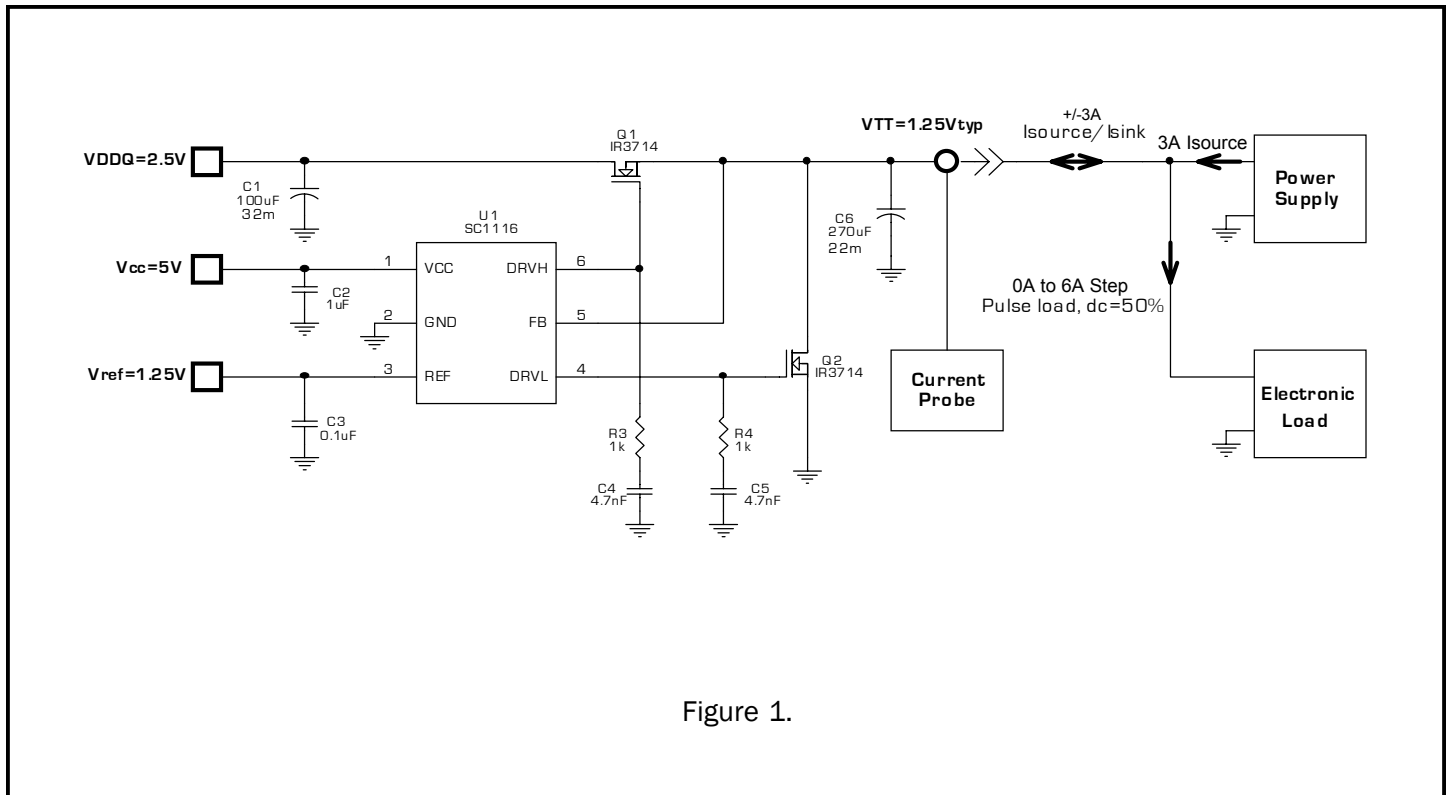 VDDQ=2.5V
C1
100uF
32m
Q1
IR3714
VTT=1.25Vtyp
+/-3A
Isource/Isink
3A Isource
Power
Supply
U1
SC1116
C6
270uF
22m
Vcc=5V
1
VCC
DRVH
6
C2
1uF
0A to 6A Step
Pulse load, dc=50%
2
GND
FB
5
Vref=1.25V
3
REF
DRVL
4
Q2
IR3714
Current
Probe
Electronic
Load
C3
0.1uF
R3
1k
R4
1k
C4
4.7nF
C5
4.7nF
Figure 1.